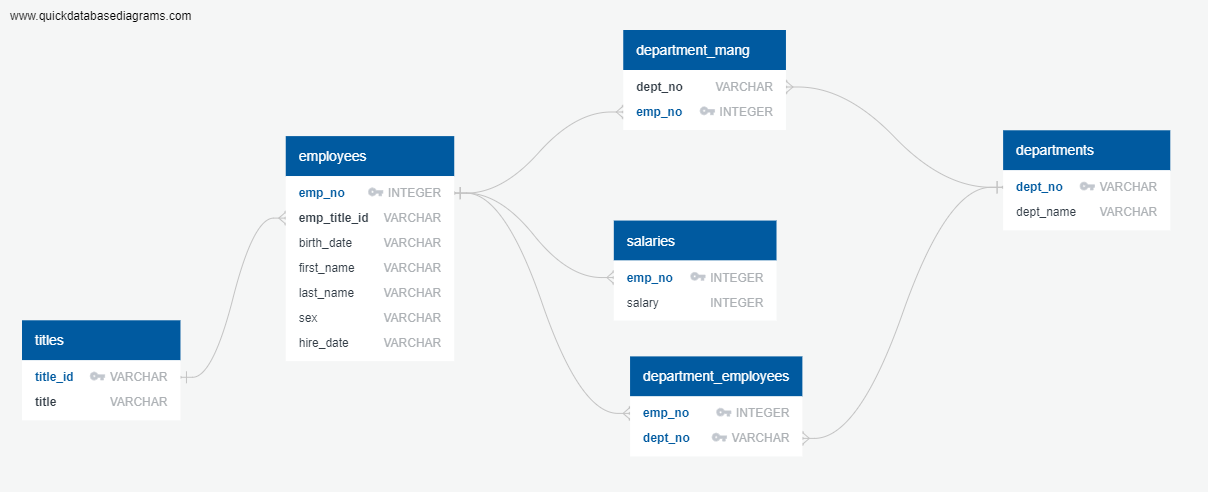 www.quickdatabasediagrams.com
department_mang
dept_no VARCHAR
emp_no INTEGER
employees
emp_no INTEGER
emp_title_id VARCHAR
birth_date VARCHAR
first_name VARCHAR
last_name VARCHAR
sex VARCHAR
hire_date VARCHAR
departments
dept_no VARCHAR
dept_name VARCHAR
salaries
emp_no INTEGER
salary INTEGER
titles
title_id VARCHAR
title VARCHAR
department_employees
emp_no INTEGER
dept_no VARCHAR